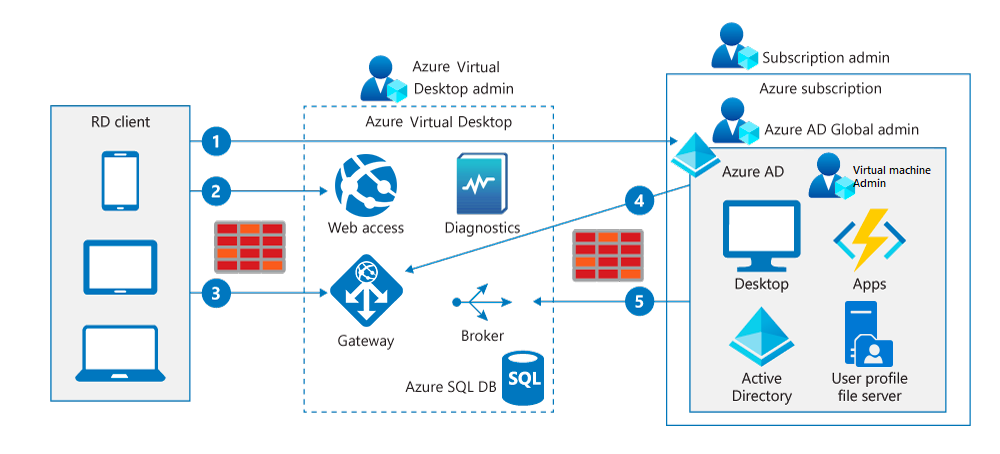 Subscription admin
Azure Virtual
Desktop admin
Azure subscription
RD client
Azure Virtual Desktop
Azure AD Global admin
1
Azure AD
Virtual machine
Admin
2
4
Web access
Diagnostics
Desktop
Apps
3
5
Gateway
Broker
Azure SQL DB
SQL
Active
Directory
User profile
file server